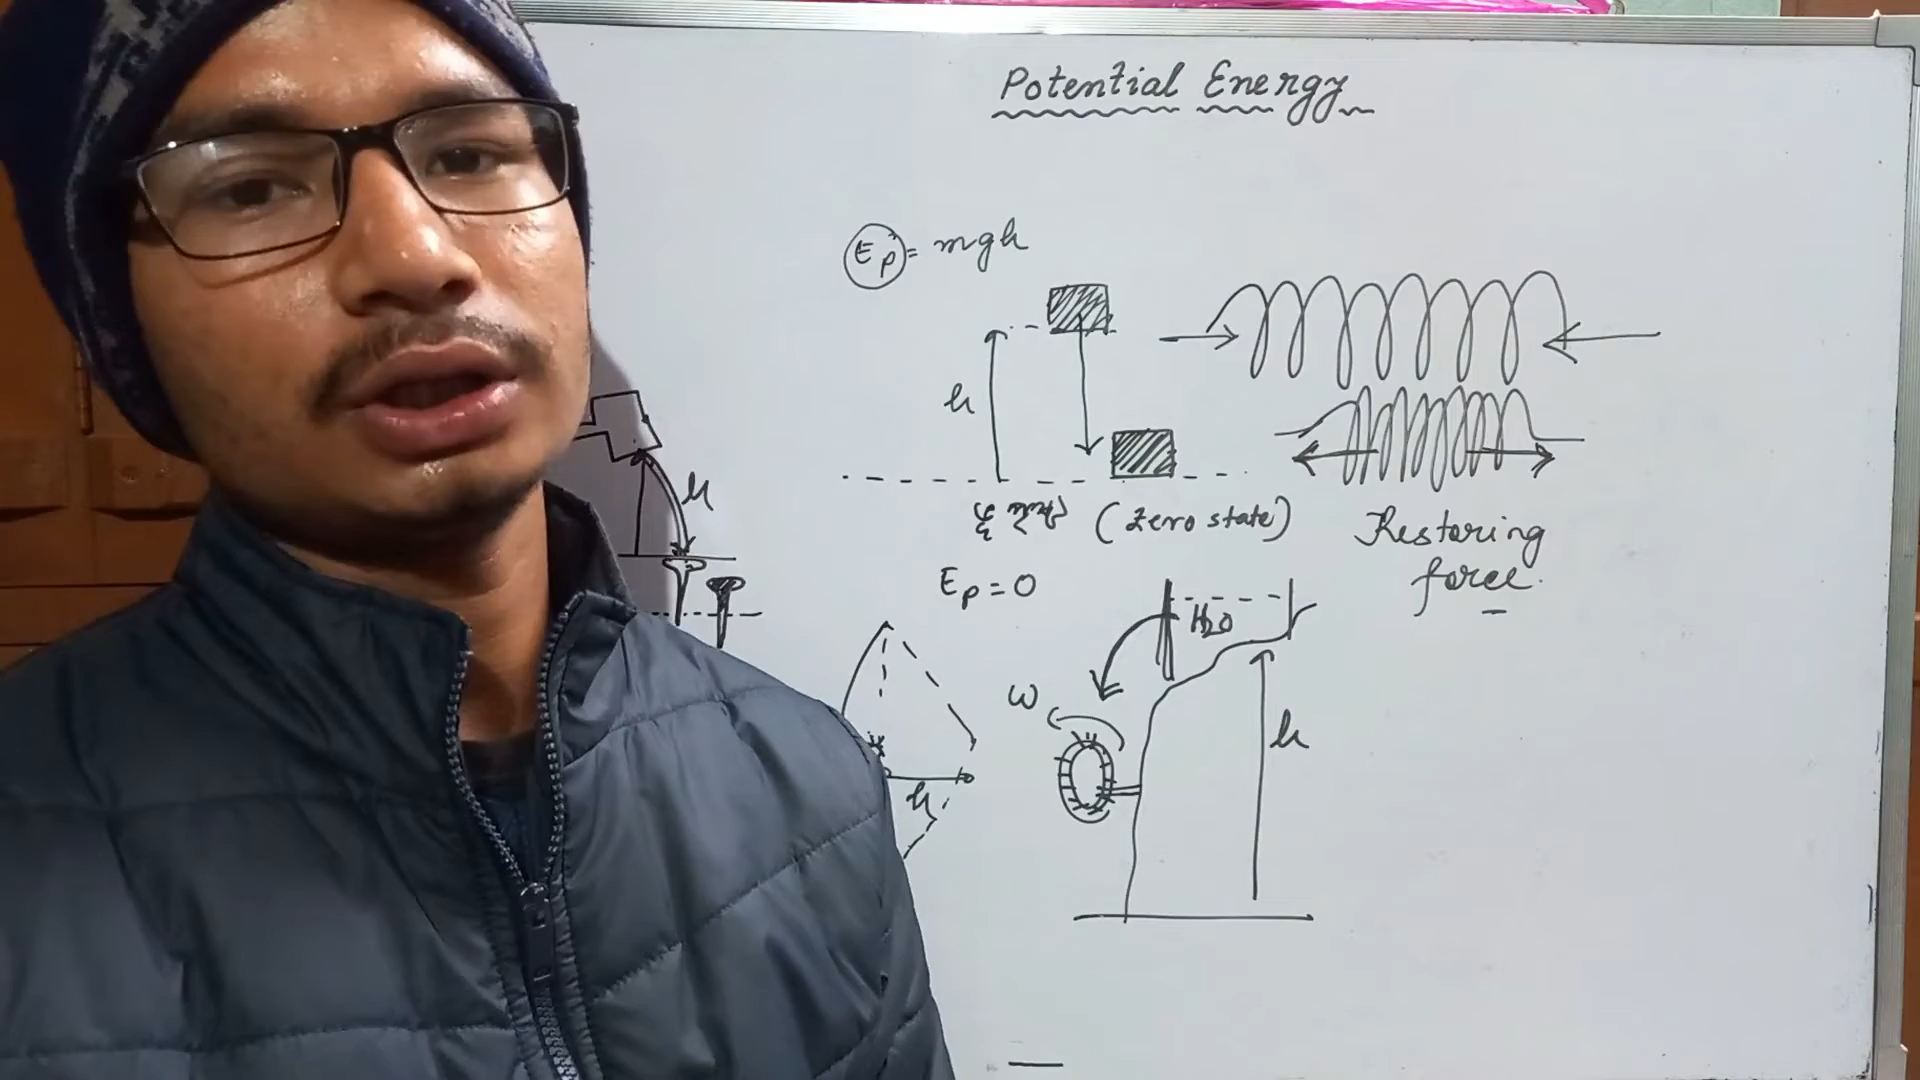 Potential Energy
Ep = mgh
h
(Zero state)
Restoring
force.
Ep = 0
h
H2O
ω
h
h